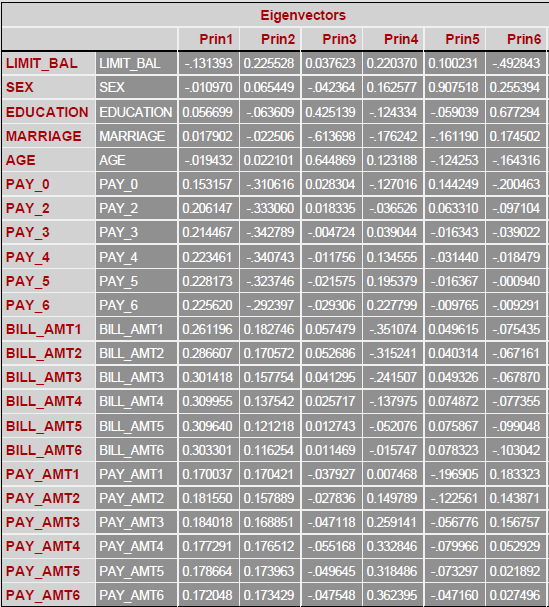 Eigenvectors
Prin1 Prin2 Prin3 Prin4 Prin5 Prin6
LIMIT_BAL LIMIT_BAL -.131393 0.225528 0.037623 0.220370 0.100231 -.492843
SEX SEX -.010970 0.065449 -.042364 0.162577 0.907518 0.255394
EDUCATION EDUCATION 0.056699 -.063609 0.425139 -.124334 -.059039 0.677294
MARRIAGE MARRIAGE 0.017902 -.022506 -.613698 -.176242 -.161190 0.174502
AGE AGE -.019432 0.022101 0.644869 0.123188 -.124253 -.164316
PAY_0 PAY_0 0.153157 -.310616 0.028304 -.127016 0.144249 -.200463
PAY_2 PAY_2 0.206147 -.333060 0.018335 -.036526 0.063310 -.097104
PAY_3 PAY_3 0.214467 -.342789 -.004724 0.039044 -.016343 -.039022
PAY_4 PAY_4 0.223461 -.340743 -.011756 0.134555 -.031440 -.018479
PAY_5 PAY_5 0.228173 -.323746 -.021575 0.195379 -.016367 -.000940
PAY_6 PAY_6 0.225620 -.292397 -.029306 0.227799 -.009765 -.009291
BILL_AMT1 BILL_AMT1 0.261196 0.182746 0.057479 -.351074 0.049615 -.075435
BILL_AMT2 BILL_AMT2 0.286607 0.170572 0.052686 -.315241 0.040314 -.067161
BILL_AMT3 BILL_AMT3 0.301418 0.157754 0.041295 -.241507 0.049326 -.067870
BILL_AMT4 BILL_AMT4 0.309955 0.137542 0.025717 -.137975 0.074872 -.077355
BILL_AMT5 BILL_AMT5 0.309640 0.121218 0.012743 -.052076 0.075867 -.099048
BILL_AMT6 BILL_AMT6 0.303301 0.116254 0.011469 -.015747 0.078323 -.103042
PAY_AMT1 PAY_AMT1 0.170037 0.170421 -.037927 0.007468 -.196905 0.183323
PAY_AMT2 PAY_AMT2 0.181550 0.157889 -.027836 0.149789 -.122561 0.143871
PAY_AMT3 PAY_AMT3 0.184018 0.168851 -.047118 0.259141 -.056776 0.156757
PAY_AMT4 PAY_AMT4 0.177291 0.176512 -.055168 0.332846 -.079966 0.052929
PAY_AMT5 PAY_AMT5 0.178664 0.173963 -.049645 0.318486 -.073297 0.021892
PAY_AMT6 PAY_AMT6 0.172048 0.173429 -.047548 0.362395 -.047160 0.027496